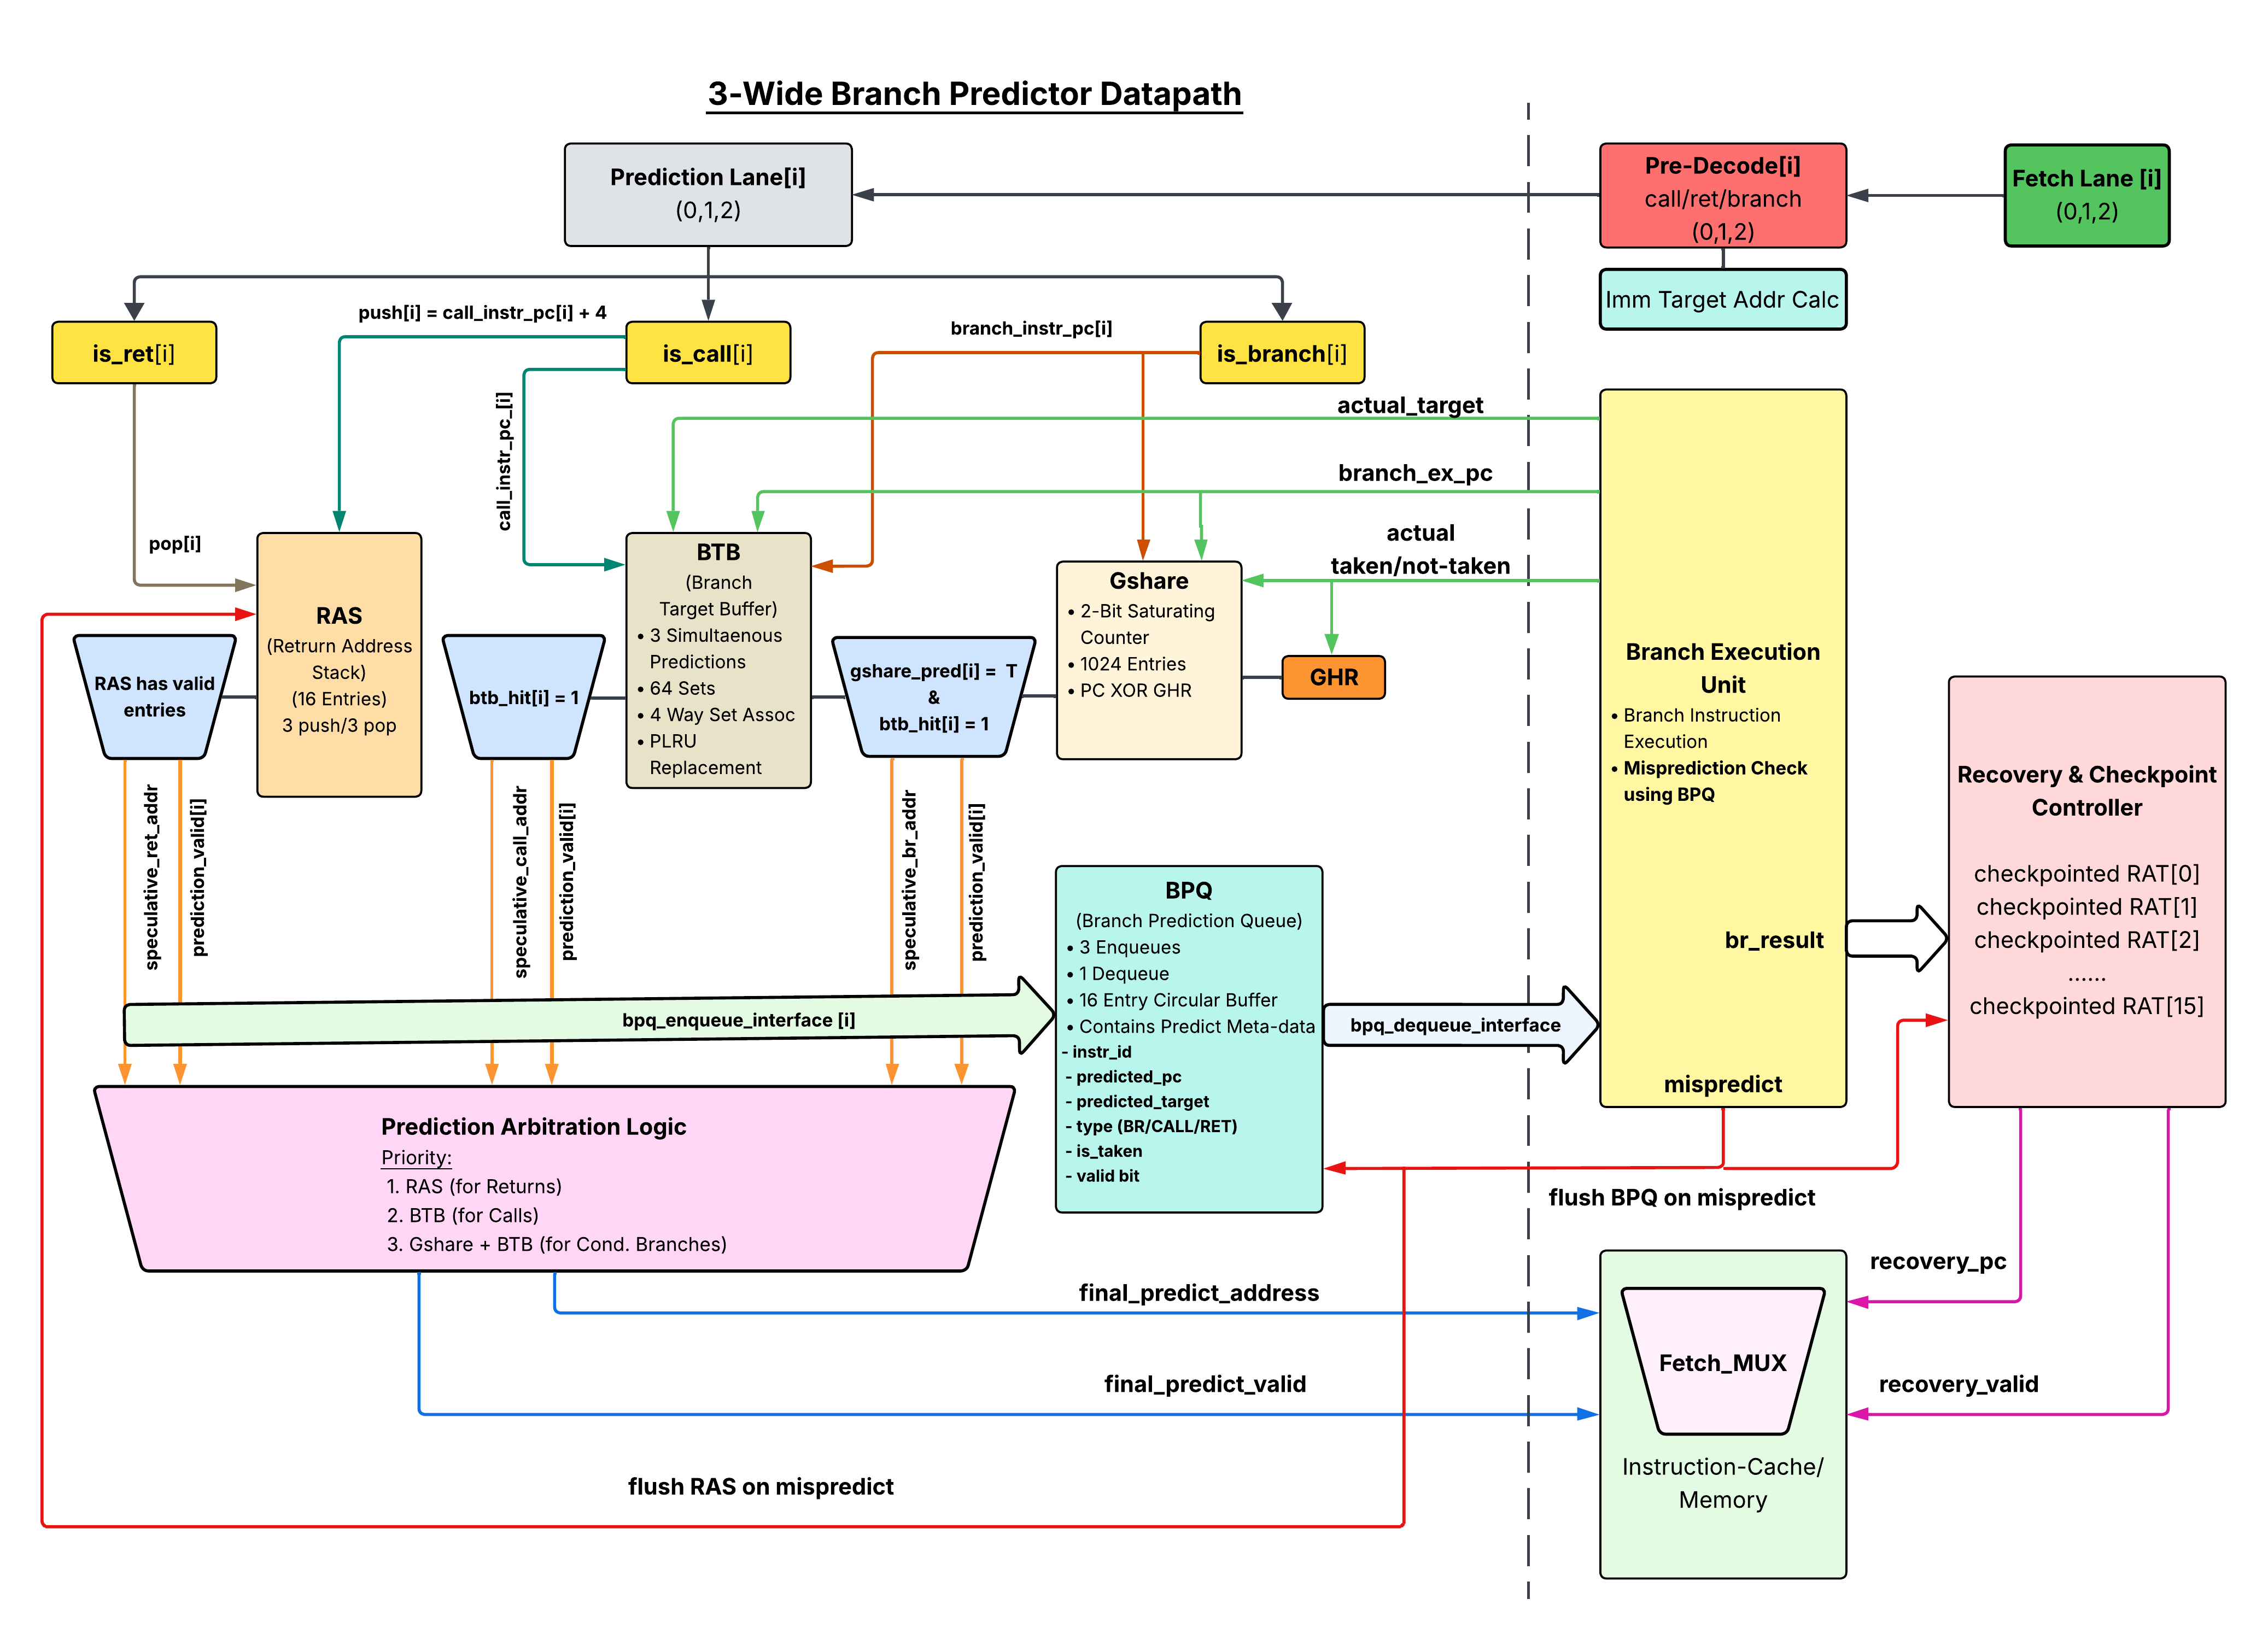 3-Wide Branch Predictor Datapath
Prediction Lane[i]
(0,1,2)
Pre-Decode[i]
call/ret/branch
(0,1,2)
Fetch Lane [i]
(0,1,2)
Imm Target Addr Calc
is_ret[i]
push[i] = call_instr_pc[i] + 4
is_call[i]
branch_instr_pc[i]
is_branch[i]
call_instr_pc_[i]
pop[i]
actual_target
branch_ex_pc
actual
taken/not-taken
RAS
(Retrurn Address
Stack)
(16 Entries)
3 push/3 pop
BTB
(Branch
Target Buffer)
• 3 Simultaenous
Predictions
• 64 Sets
• 4 Way Set Assoc
• PLRU
Replacement
Gshare
• 2-Bit Saturating
Counter
• 1024 Entries
• PC XOR GHR
GHR
RAS has valid
entries
btb_hit[i] = 1
gshare_pred[i] = T
&
btb_hit[i] = 1
Branch Execution
Unit
• Branch Instruction
Execution
• Misprediction Check
using BPQ
br_result
mispredict
Recovery & Checkpoint
Controller
checkpointed RAT[0]
checkpointed RAT[1]
checkpointed RAT[2]
......
checkpointed RAT[15]
speculative_ret_addr
prediction_valid[i]
speculative_call_addr
prediction_valid[i]
speculative_br_addr
prediction_valid[i]
BPQ
(Branch Prediction Queue)
• 3 Enqueues
• 1 Dequeue
• 16 Entry Circular Buffer
• Contains Predict Meta-data
- instr_id
- predicted_pc
- predicted_target
- type (BR/CALL/RET)
- is_taken
- valid bit
bpq_enqueue_interface [i]
bpq_dequeue_interface
Prediction Arbitration Logic
Priority:
1. RAS (for Returns)
2. BTB (for Calls)
3. Gshare + BTB (for Cond. Branches)
flush BPQ on mispredict
final_predict_address
final_predict_valid
recovery_pc
recovery_valid
Fetch_MUX
Instruction-Cache/
Memory
flush RAS on mispredict